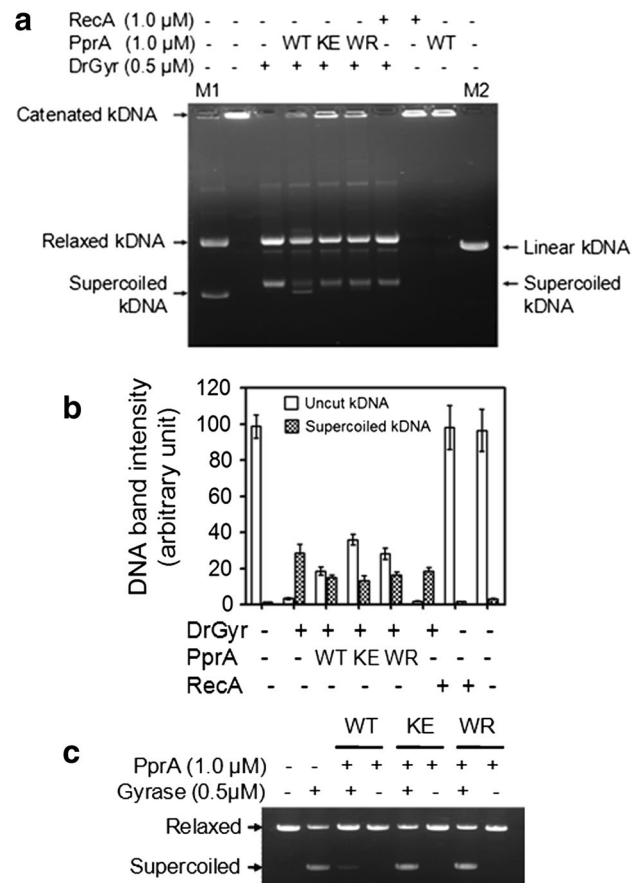 a
RecA (1.0 µM) - - - - - - + + - -
PprA (1.0 µM) - - - WT KE WR - - WT -
DrGyr (0.5 µM) - - + + + + + - - -
M1 M2
Catenated kDNA
Relaxed kDNA
Linear kDNA
Supercoiled kDNA
Supercoiled kDNA
b
DNA band intensity (arbitrary unit)
120
100
80
60
40
20
0
Uncut kDNA
Supercoiled kDNA
DrGyr - + + + + + - -
PprA - - WT KE WR - - -
RecA - - - - - + + -
c
WT KE WR
PprA (1.0 µM) - - + + + + + +
Gyrase (0.5µM) - + + - + - + -
Relaxed
Supercoiled